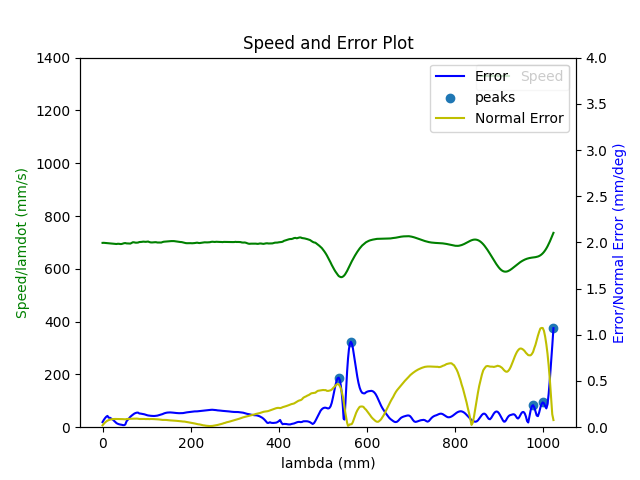 Speed and Error Plot
1400
1200
1000
800
600
400
200
0
Speed/lamdot (mm/s)
4.0
3.5
3.0
2.5
2.0
1.5
1.0
0.5
0.0
Error/Normal Error (mm/deg)
Speed
Error
peaks
Normal Error
0 200 400 600 800 1000
lambda (mm)